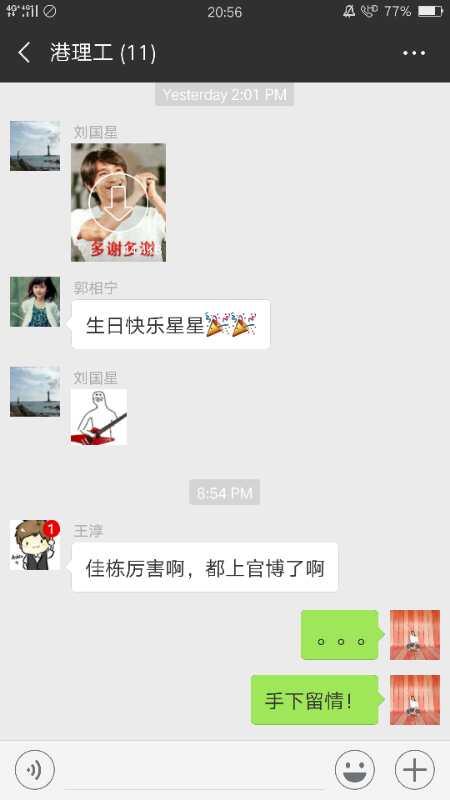 4G 4G 20:56 HD 77%
港理工 (11)
Yesterday 2:01 PM
刘国星
多谢多谢
郭相宁
生日快乐星星🎉🎉
刘国星
8:54 PM
1
王淳
佳栋厉害啊，都上官博了啊
。。。
手下留情！